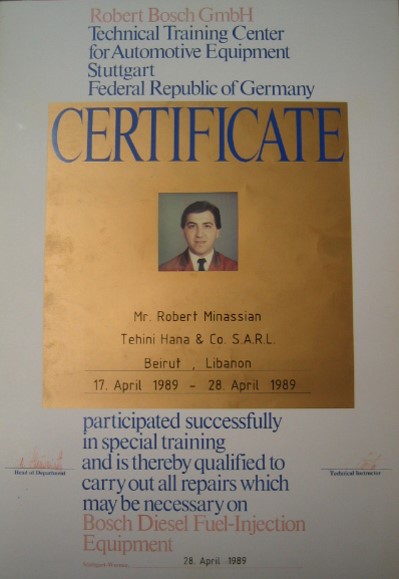 Robert Bosch GmbH
Technical Training Center
for Automotive Equipment
Stuttgart
Federal Republic of Germany
CERTIFICATE
Mr. Robert Minassian
Tehini Hana & Co. S.A.R.L.
Beirut , Libanon
17. April 1989 - 28. April 1989
participated successfully
in special training
and is thereby qualified to
carry out all repairs which
may be necessary on
Bosch Diesel Fuel-Injection
Equipment
Head of Department
Technical Instructor
28. April 1989